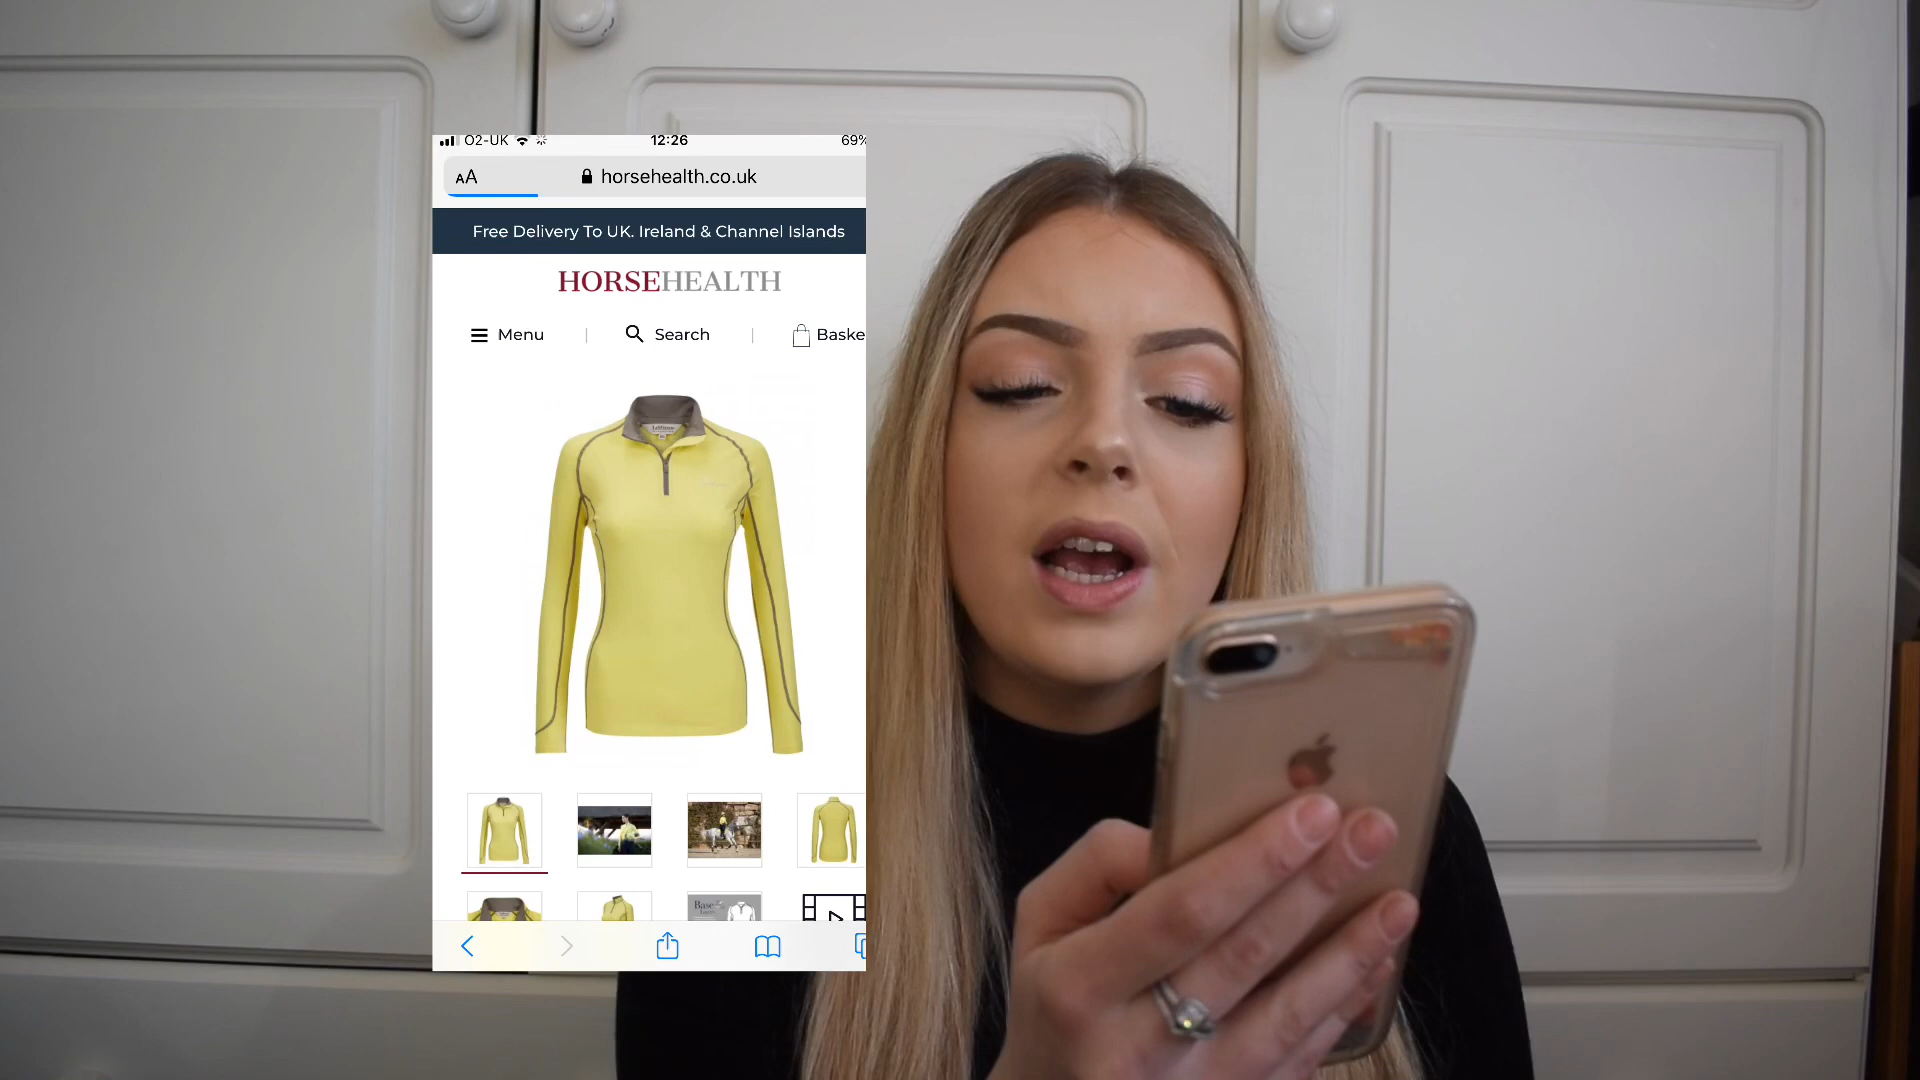 O2-UK 12:26 69%
AA horsehealth.co.uk
Free Delivery To UK. Ireland & Channel Islands
HORSEHEALTH
Menu | Search | Baske
Base